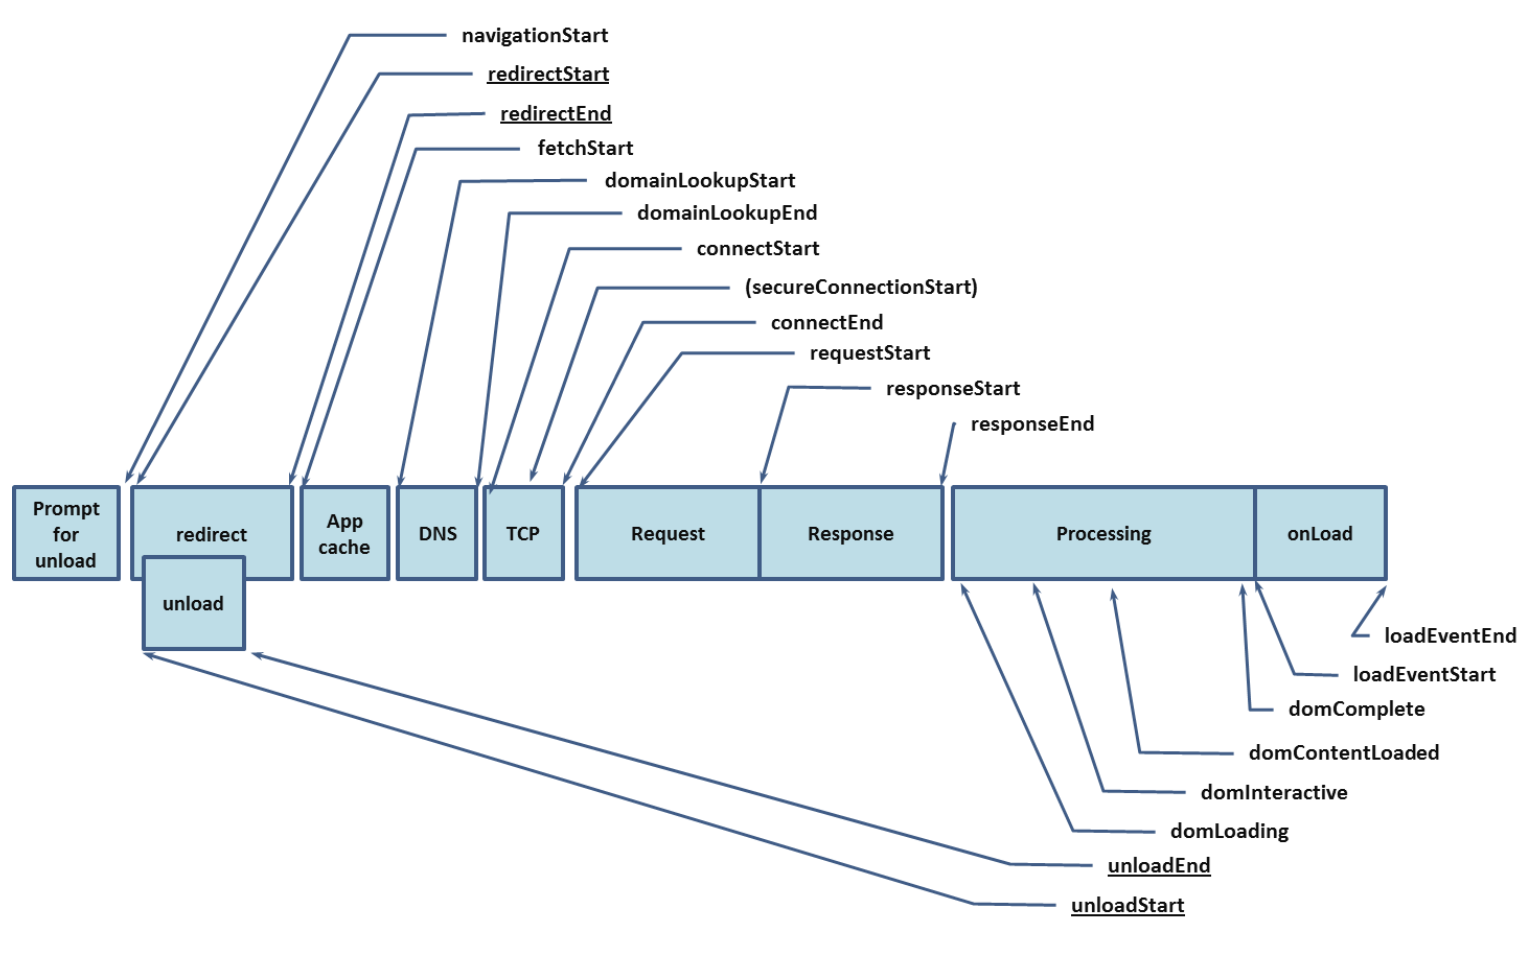 navigationStart
redirectStart
redirectEnd
fetchStart
domainLookupStart
domainLookupEnd
connectStart
(secureConnectionStart)
connectEnd
requestStart
responseStart
responseEnd
Prompt
for
unload
redirect
unload
App
cache
DNS
TCP
Request
Response
Processing
onLoad
loadEventEnd
loadEventStart
domComplete
domContentLoaded
domInteractive
domLoading
unloadEnd
unloadStart